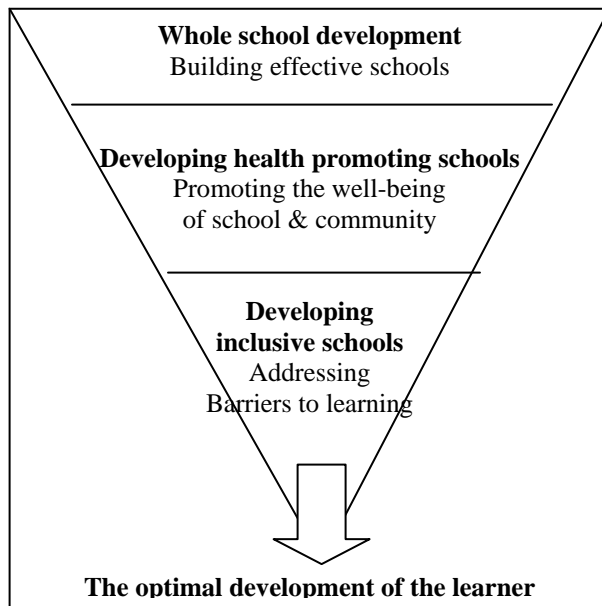 Whole school development
Building effective schools
Developing health promoting schools
Promoting the well-being
of school & community
Developing
inclusive schools
Addressing
Barriers to learning
The optimal development of the learner